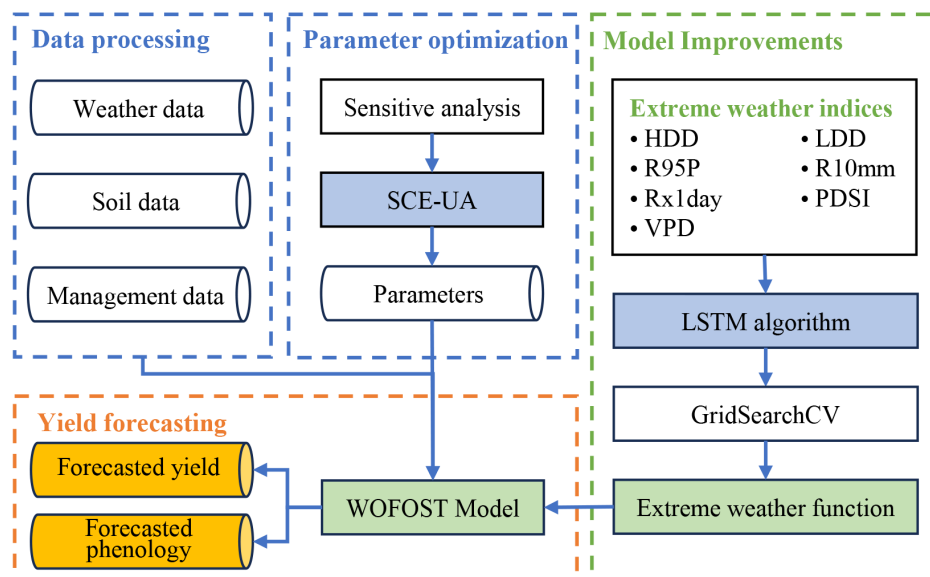 Data processing
Weather data
Soil data
Management data
Parameter optimization
Sensitive analysis
SCE-UA
Parameters
Model Improvements
Extreme weather indices
• HDD
• R95P
• Rx1day
• VPD
• LDD
• R10mm
• PDSI
LSTM algorithm
GridSearchCV
Extreme weather function
Yield forecasting
Forecasted yield
Forecasted
phenology
WOFOST Model